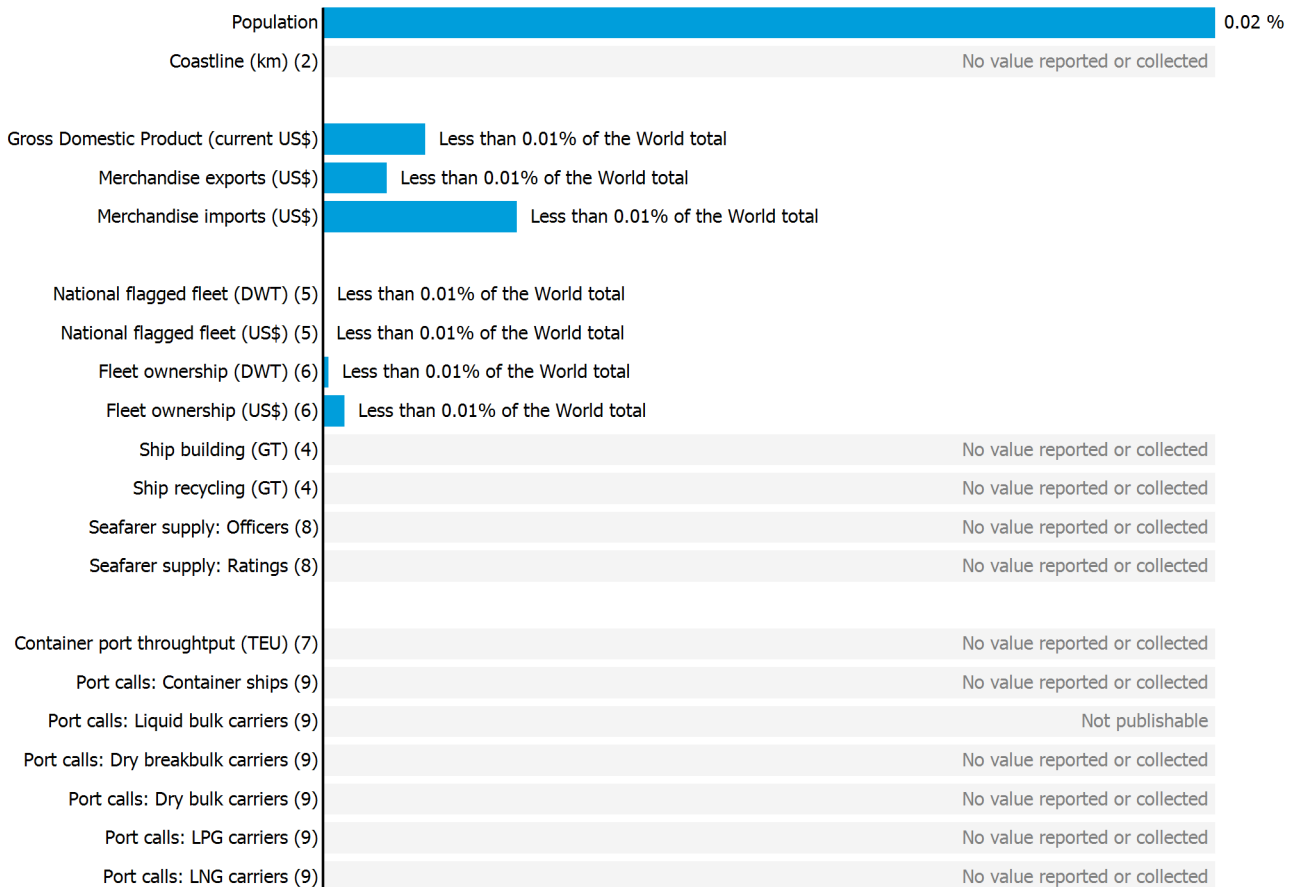 Population 0.02 %
Coastline (km) (2) No value reported or collected
Gross Domestic Product (current US$) Less than 0.01% of the World total
Merchandise exports (US$) Less than 0.01% of the World total
Merchandise imports (US$) Less than 0.01% of the World total
National flagged fleet (DWT) (5) Less than 0.01% of the World total
National flagged fleet (US$) (5) Less than 0.01% of the World total
Fleet ownership (DWT) (6) Less than 0.01% of the World total
Fleet ownership (US$) (6) Less than 0.01% of the World total
Ship building (GT) (4) No value reported or collected
Ship recycling (GT) (4) No value reported or collected
Seafarer supply: Officers (8) No value reported or collected
Seafarer supply: Ratings (8) No value reported or collected
Container port throughtput (TEU) (7) No value reported or collected
Port calls: Container ships (9) No value reported or collected
Port calls: Liquid bulk carriers (9) Not publishable
Port calls: Dry breakbulk carriers (9) No value reported or collected
Port calls: Dry bulk carriers (9) No value reported or collected
Port calls: LPG carriers (9) No value reported or collected
Port calls: LNG carriers (9) No value reported or collected